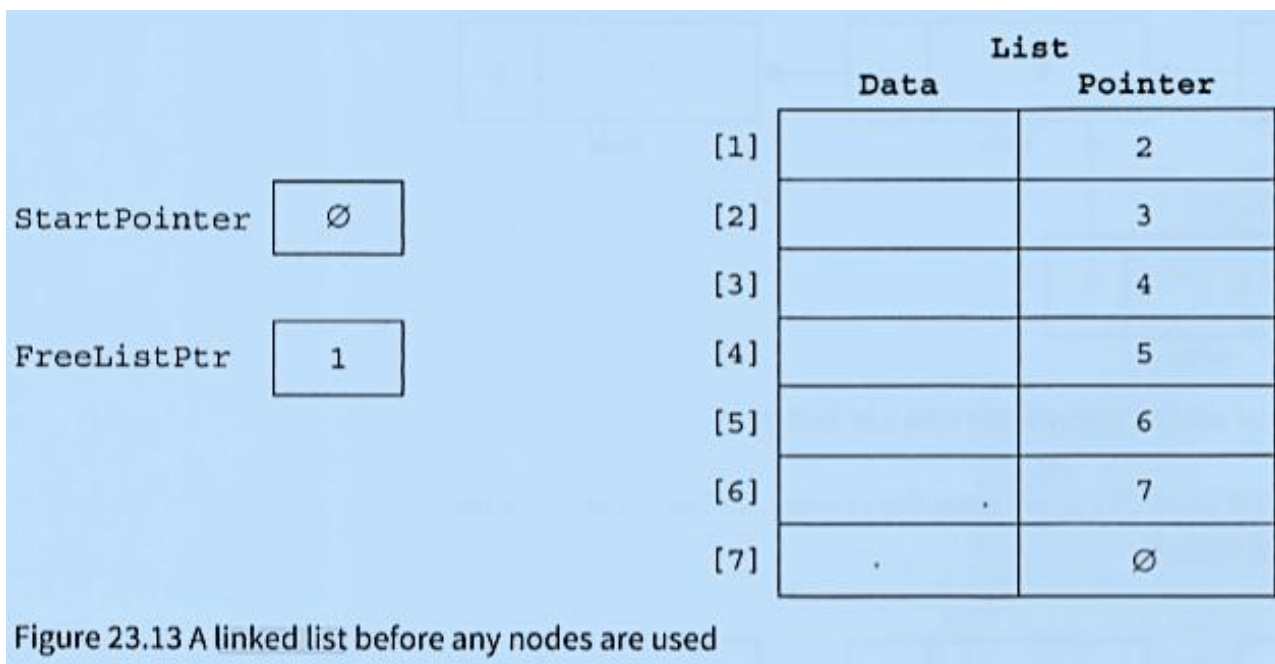 List
Data Pointer
[1] 2
StartPointer ∅ [2] 3
[3] 4
FreeListPtr 1 [4] 5
[5] 6
[6] 7
[7] ∅
Figure 23.13 A linked list before any nodes are used